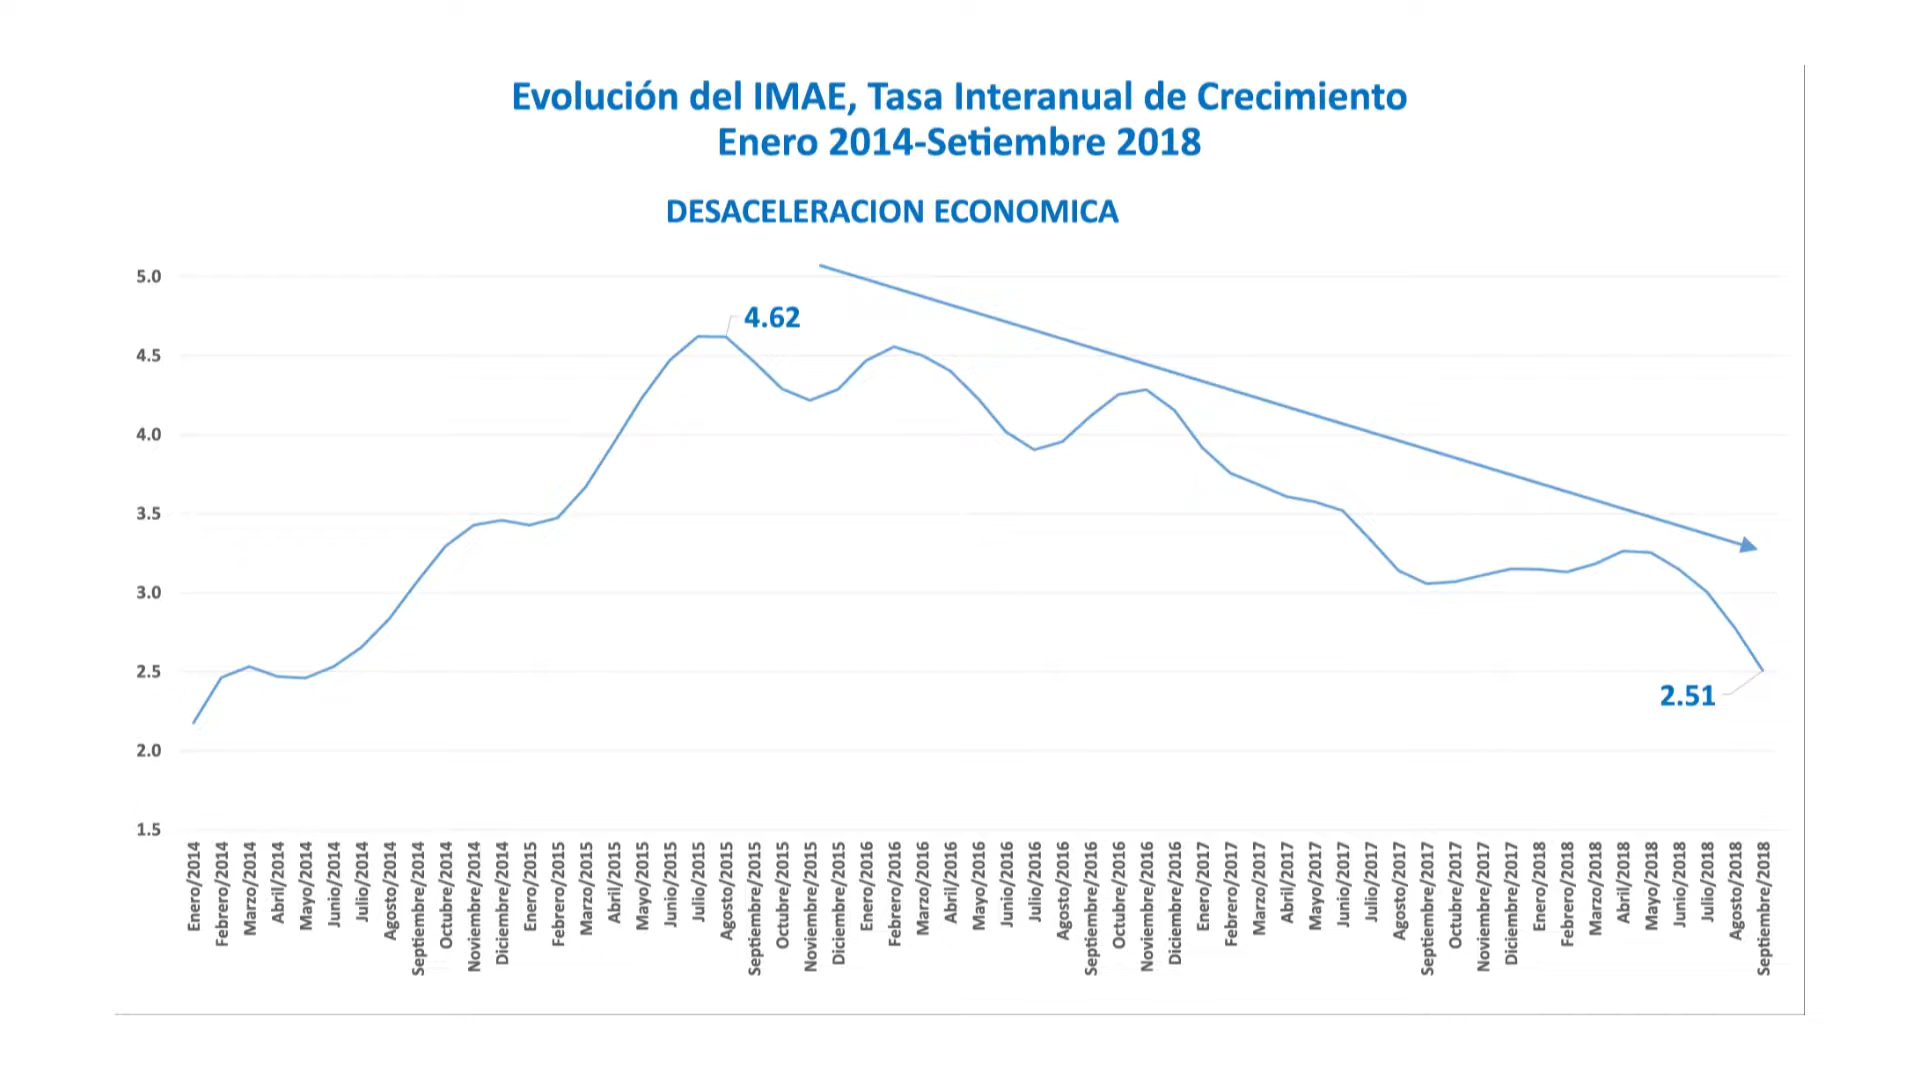 Evolución del IMAE, Tasa Interanual de Crecimiento
Enero 2014-Setiembre 2018
DESACELERACION ECONOMICA
5.0
4.62
4.5
4.0
3.5
3.0
2.5
2.51
2.0
1.5
Enero/2014
Febrero/2014
Marzo/2014
Abril/2014
Mayo/2014
Junio/2014
Julio/2014
Agosto/2014
Septiembre/2014
Octubre/2014
Noviembre/2014
Diciembre/2014
Enero/2015
Febrero/2015
Marzo/2015
Abril/2015
Mayo/2015
Junio/2015
Julio/2015
Agosto/2015
Septiembre/2015
Octubre/2015
Noviembre/2015
Diciembre/2015
Enero/2016
Febrero/2016
Marzo/2016
Abril/2016
Mayo/2016
Junio/2016
Julio/2016
Agosto/2016
Septiembre/2016
Octubre/2016
Noviembre/2016
Diciembre/2016
Enero/2017
Febrero/2017
Marzo/2017
Abril/2017
Mayo/2017
Junio/2017
Julio/2017
Agosto/2017
Septiembre/2017
Octubre/2017
Noviembre/2017
Diciembre/2017
Enero/2018
Febrero/2018
Marzo/2018
Abril/2018
Mayo/2018
Junio/2018
Julio/2018
Agosto/2018
Septiembre/2018